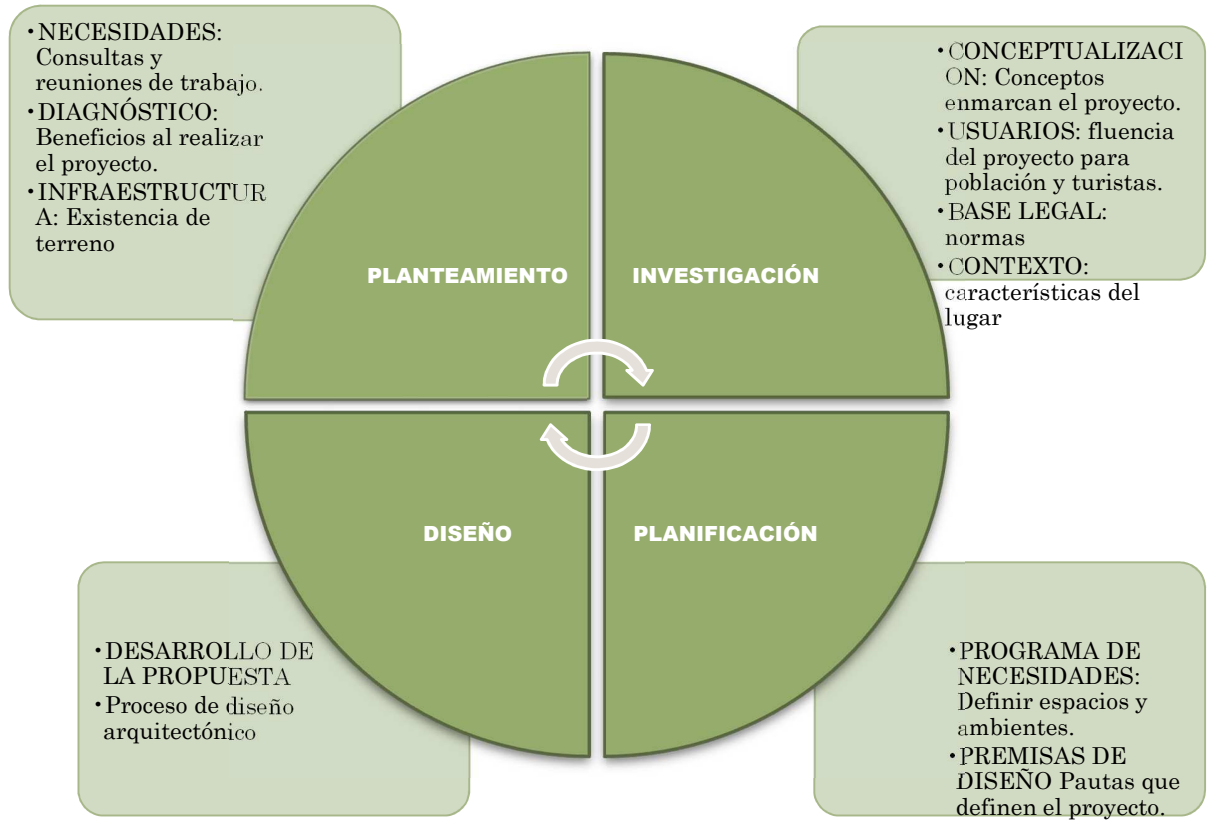 •NECESIDADES:
Consultas y
reuniones de trabajo.
•DIAGNÓSTICO:
Beneficios al realizar
el proyecto.
•INFRAESTRUCTUR
A: Existencia de
terreno
•CONCEPTUALIZACI
ON: Conceptos
enmarcan el proyecto.
•USUARIOS: fluencia
del proyecto para
población y turistas.
•BASE LEGAL:
normas
•CONTEXTO:
características del
lugar
PLANTEAMIENTO
INVESTIGACIÓN
DISEÑO
PLANIFICACIÓN
•DESARROLLO DE
LA PROPUESTA
•Proceso de diseño
arquitectónico
•PROGRAMA DE
NECESIDADES:
Definir espacios y
ambientes.
•PREMISAS DE
DISEÑO Pautas que
definen el proyecto.